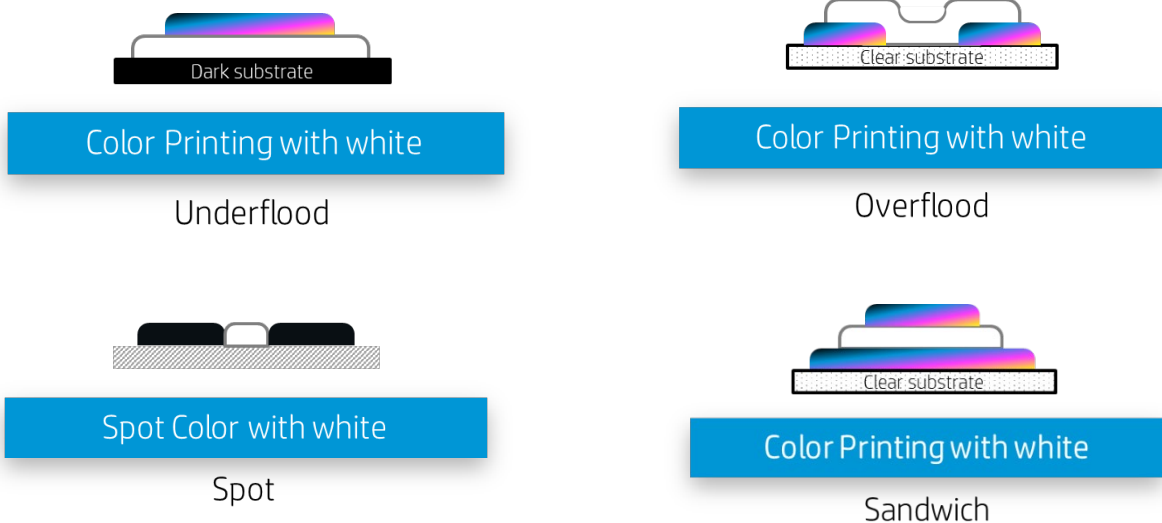 Dark substrate
Color Printing with white
Underflood
Clear substrate
Color Printing with white
Overflood
Spot Color with white
Spot
Clear substrate
Color Printing with white
Sandwich